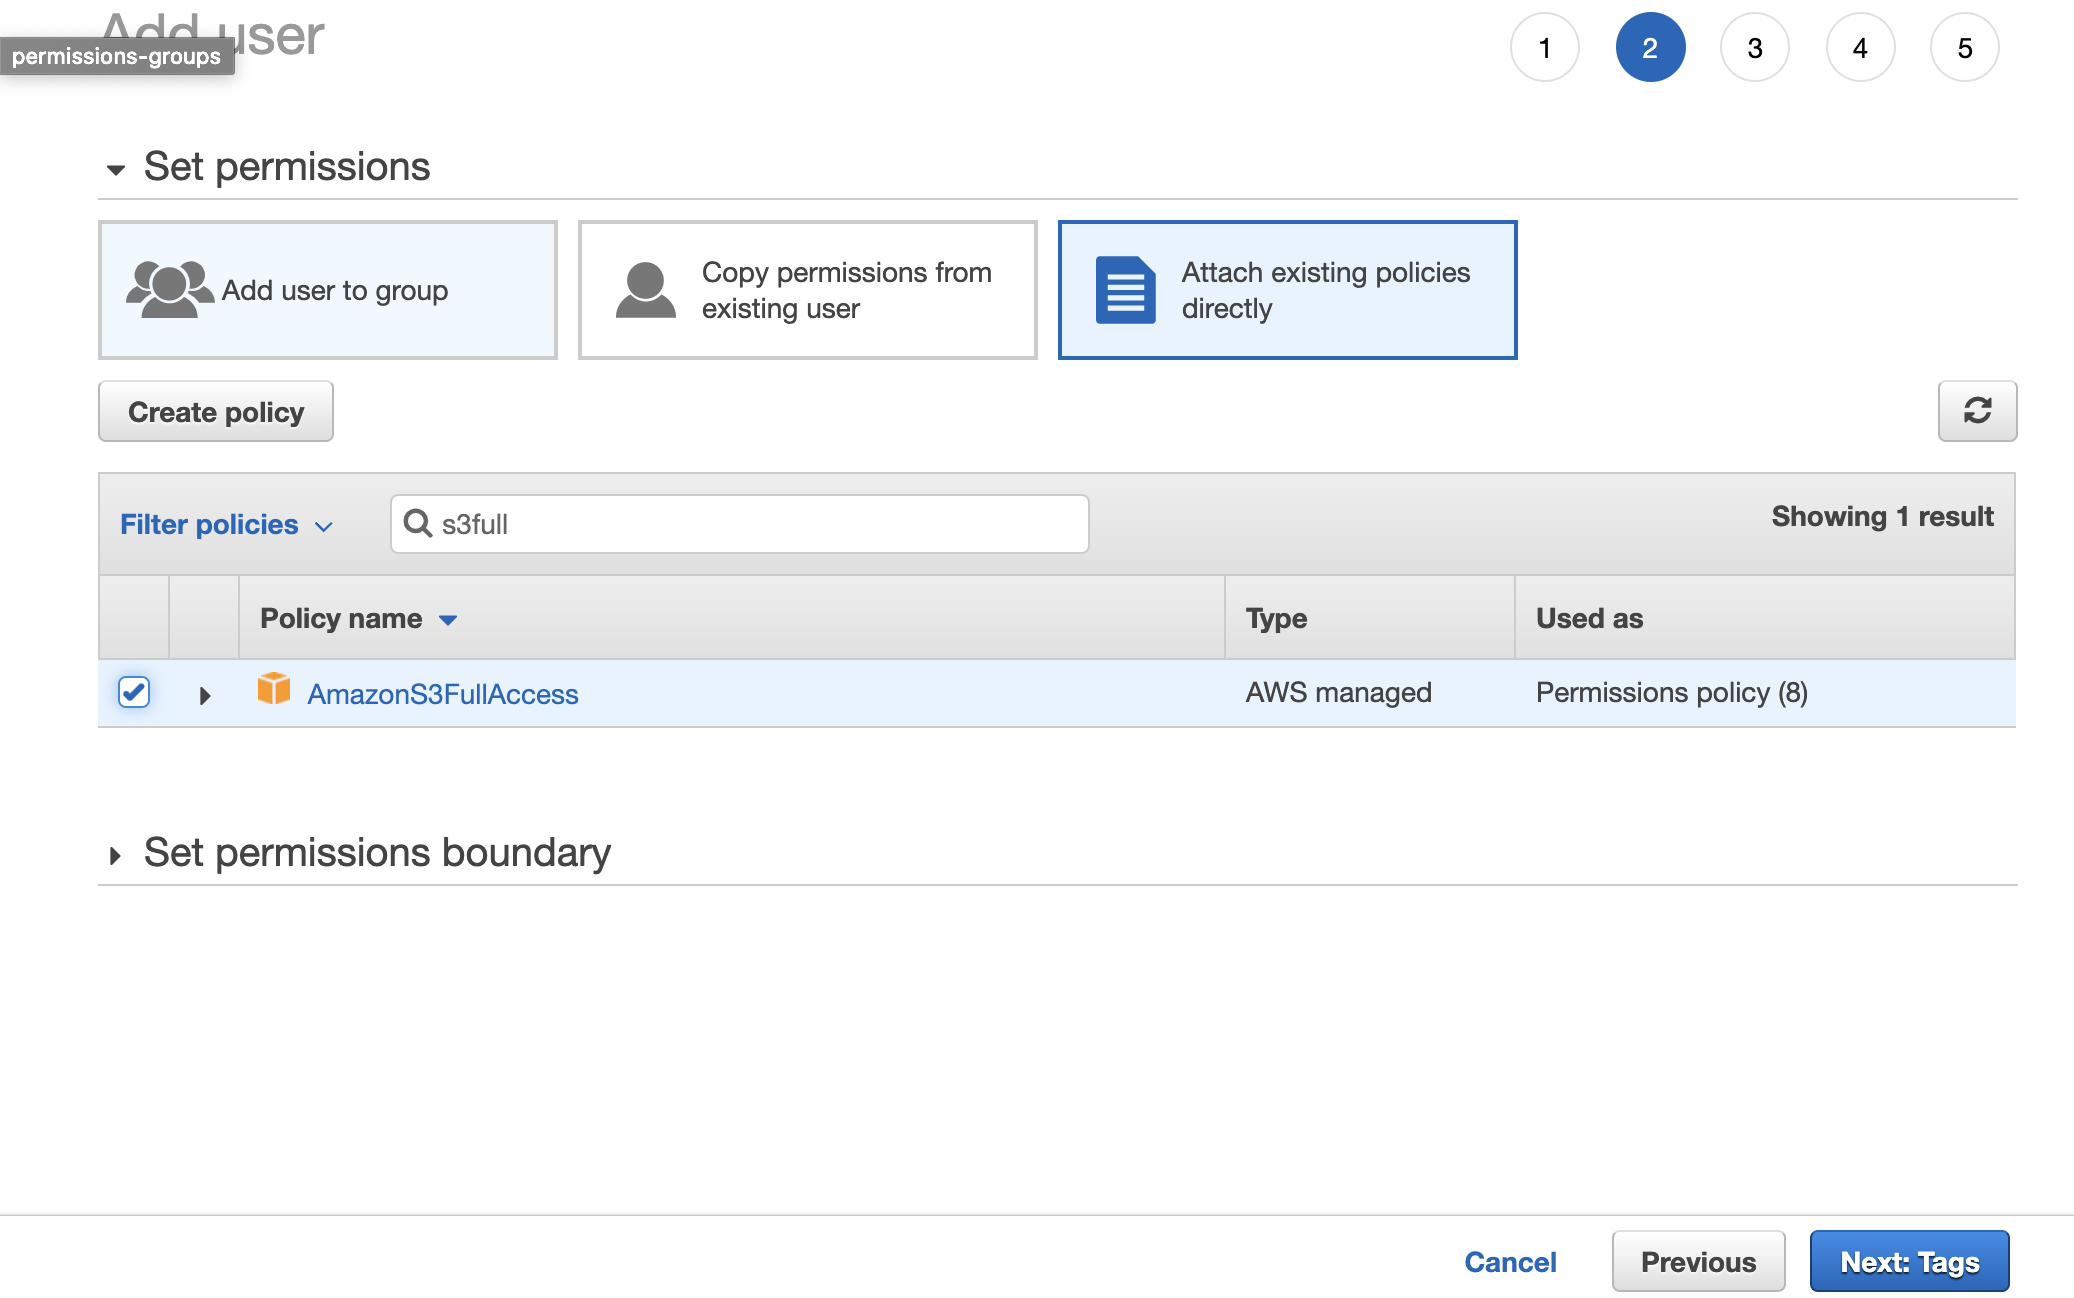 Add user
permissions-groups
1 2 3 4 5
Set permissions
Add user to group
Copy permissions from
existing user
Attach existing policies
directly
Create policy
Filter policies
s3full
Showing 1 result
Policy name Type Used as
AmazonS3FullAccess AWS managed Permissions policy (8)
Set permissions boundary
Cancel Previous Next: Tags